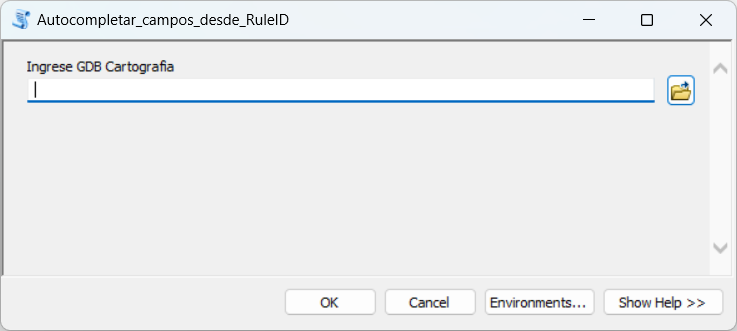 Autocompletar_campos_desde_RuleID
Ingrese GDB Cartografia
OK
Cancel
Environments...
Show Help >>